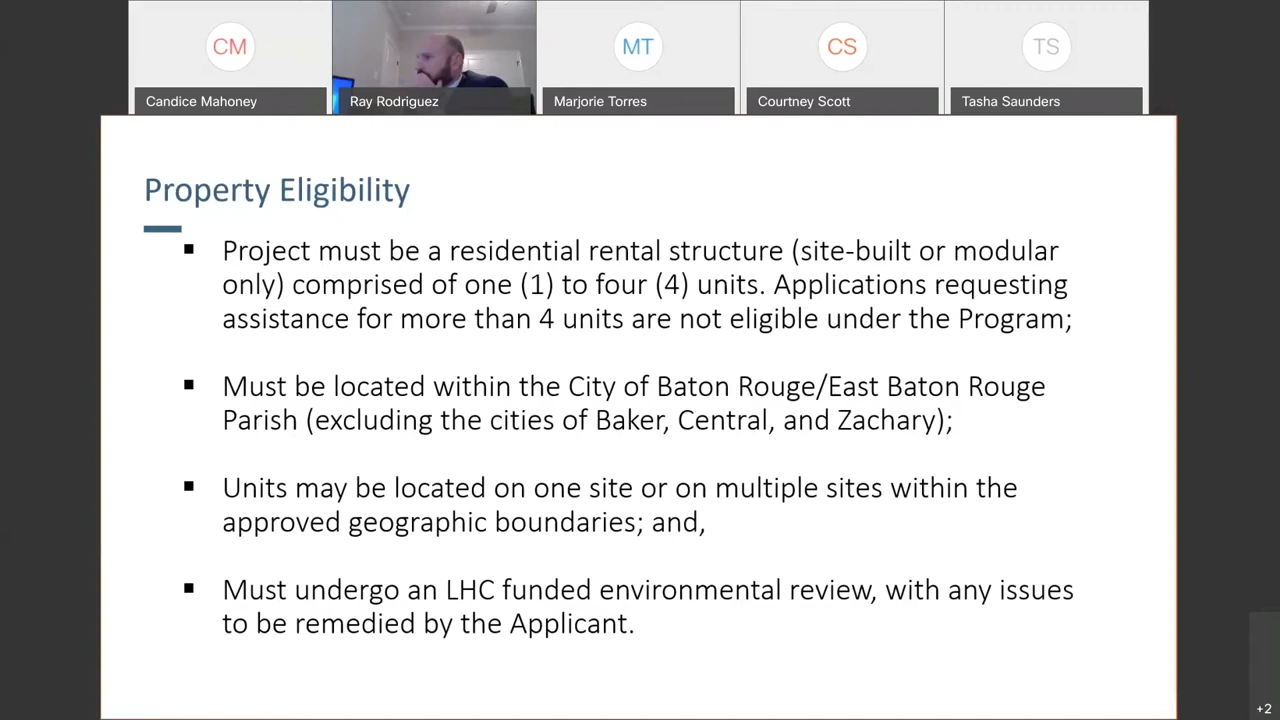 CM
MT
CS
TS
Candice Mahoney
Ray Rodriguez
Marjorie Torres
Courtney Scott
Tasha Saunders
Property Eligibility
▪ Project must be a residential rental structure (site-built or modular
only) comprised of one (1) to four (4) units. Applications requesting
assistance for more than 4 units are not eligible under the Program;
▪ Must be located within the City of Baton Rouge/East Baton Rouge
Parish (excluding the cities of Baker, Central, and Zachary);
▪ Units may be located on one site or on multiple sites within the
approved geographic boundaries; and,
▪ Must undergo an LHC funded environmental review, with any issues
to be remedied by the Applicant.
+2